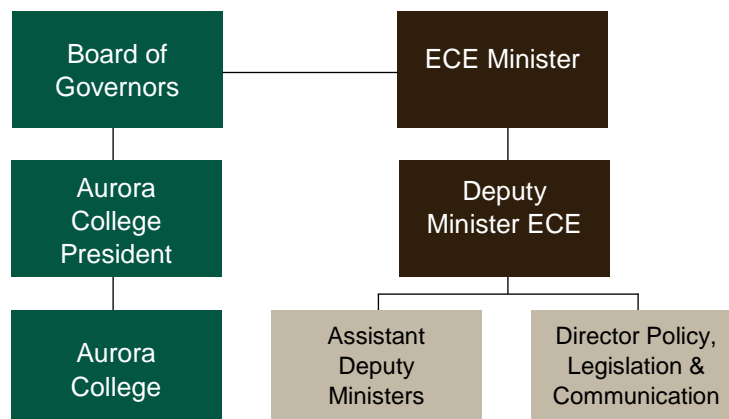 Board of
Governors
ECE Minister
Aurora
College
President
Deputy
Minister ECE
Aurora
College
Assistant
Deputy
Ministers
Director Policy,
Legislation &
Communication